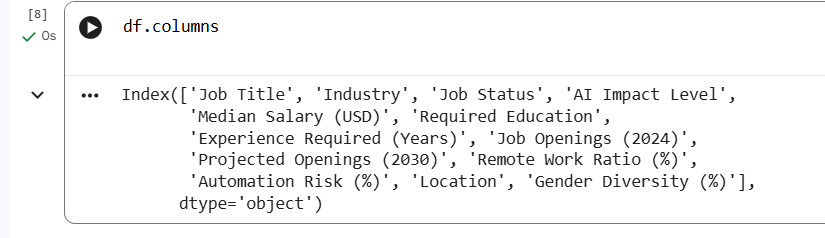 [8]
0s
df.columns
Index(['Job Title', 'Industry', 'Job Status', 'AI Impact Level',
'Median Salary (USD)', 'Required Education',
'Experience Required (Years)', 'Job Openings (2024)',
'Projected Openings (2030)', 'Remote Work Ratio (%)',
'Automation Risk (%)', 'Location', 'Gender Diversity (%)'],
dtype='object')